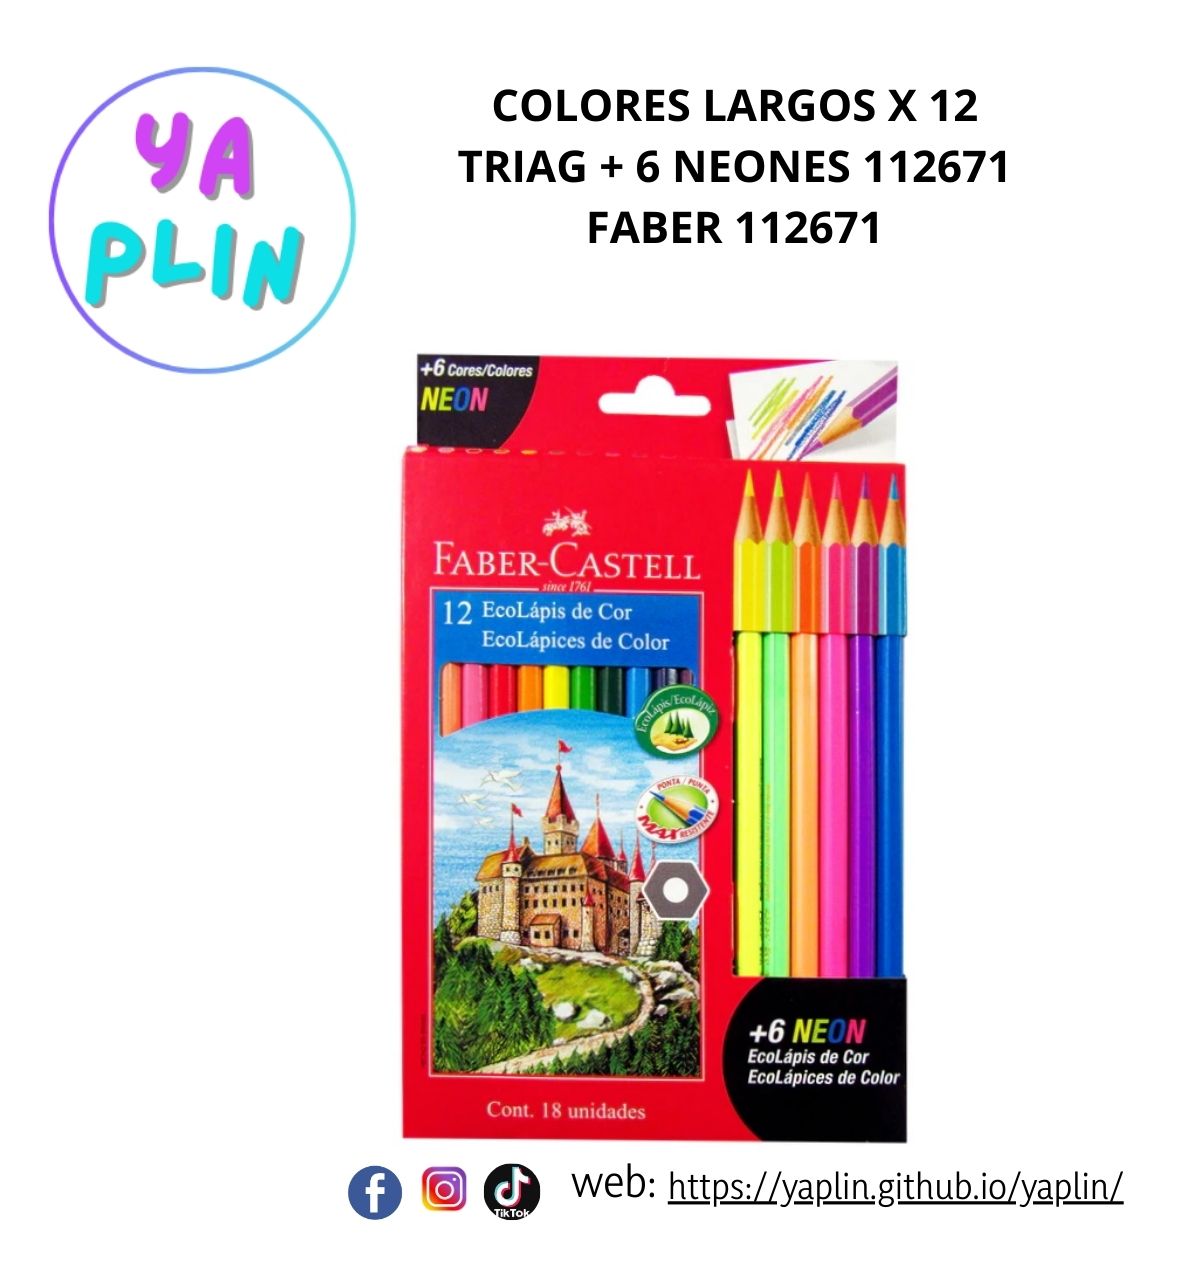 YA
PLIN
COLORES LARGOS X 12
TRIAG + 6 NEONES 112671
FABER 112671
+6 Cores/Colores
NEON
FABER-CASTELL
since 1761
12 EcoLápis de Cor
EcoLápices de Color
EcoLápis/EcoLápiz
PONTA / PUNTA
MAX RESISTENTE
+6 NEON
EcoLápis de Cor
EcoLápices de Color
Cont. 18 unidades
TikTok
web: https://yaplin.github.io/yaplin/